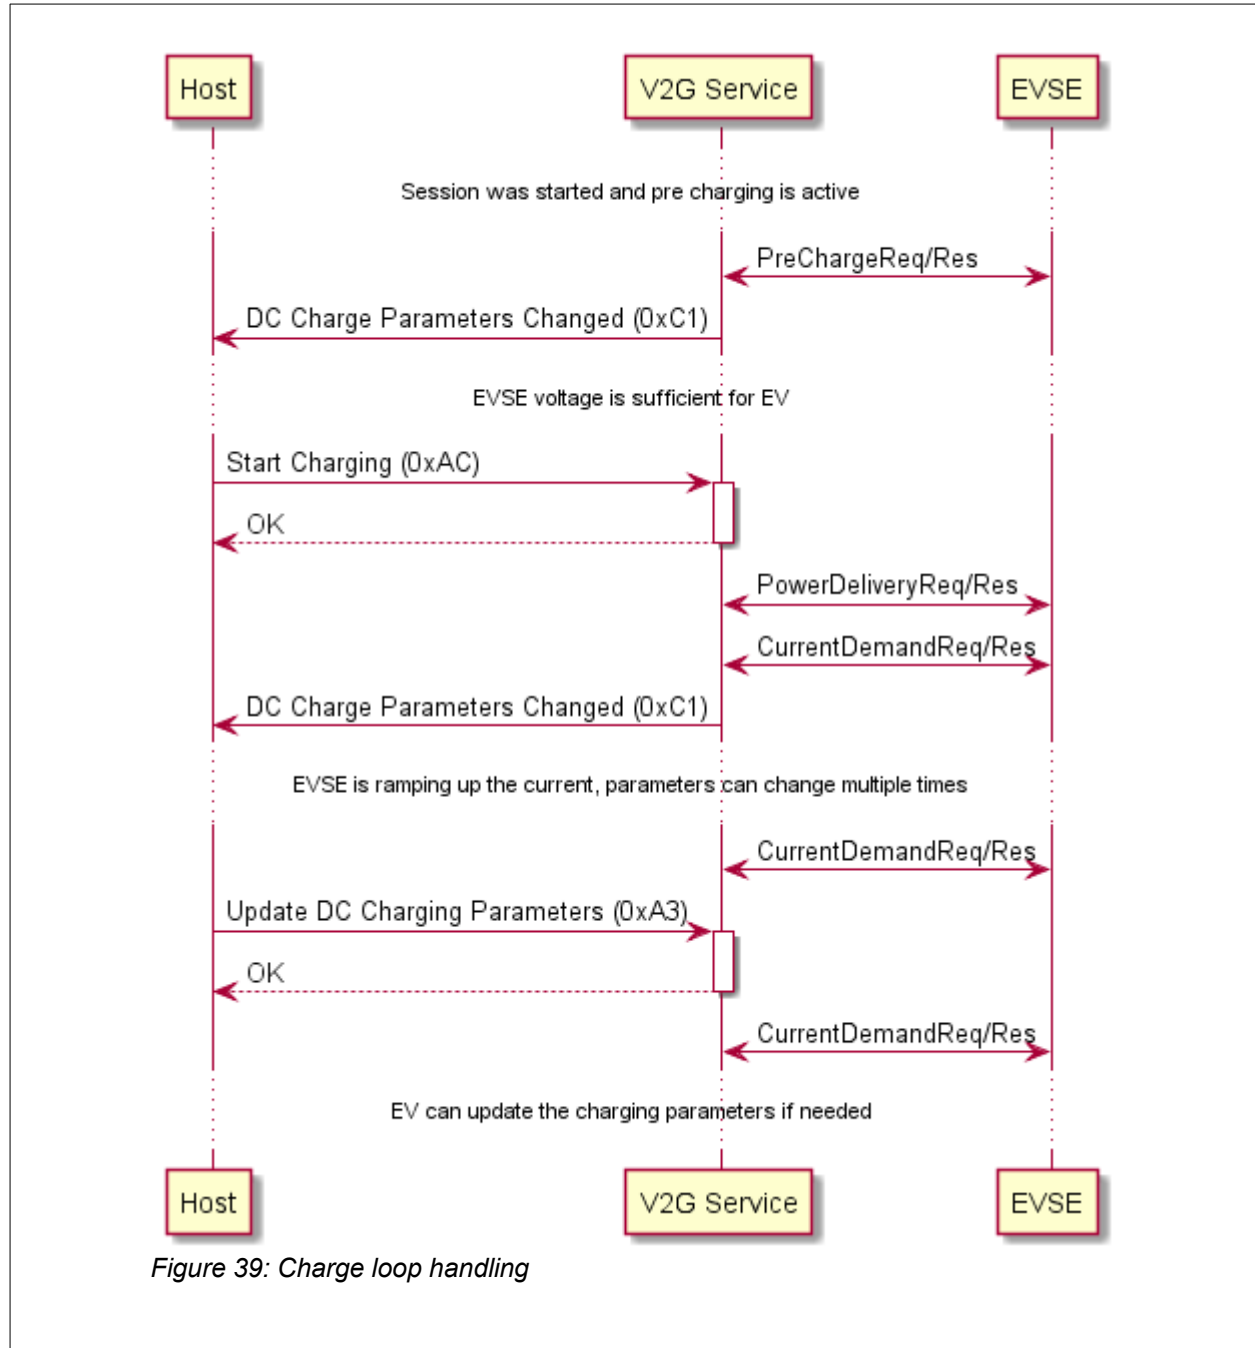 Host
V2G Service
EVSE
Session was started and pre charging is active
PreChargeReq/Res
DC Charge Parameters Changed (0xC1)
EVSE voltage is sufficient for EV
Start Charging (0xAC)
OK
PowerDeliveryReq/Res
CurrentDemandReq/Res
DC Charge Parameters Changed (0xC1)
EVSE is ramping up the current, parameters can change multiple times
CurrentDemandReq/Res
Update DC Charging Parameters (0xA3)
OK
CurrentDemandReq/Res
EV can update the charging parameters if needed
Host
V2G Service
EVSE
Figure 39: Charge loop handling